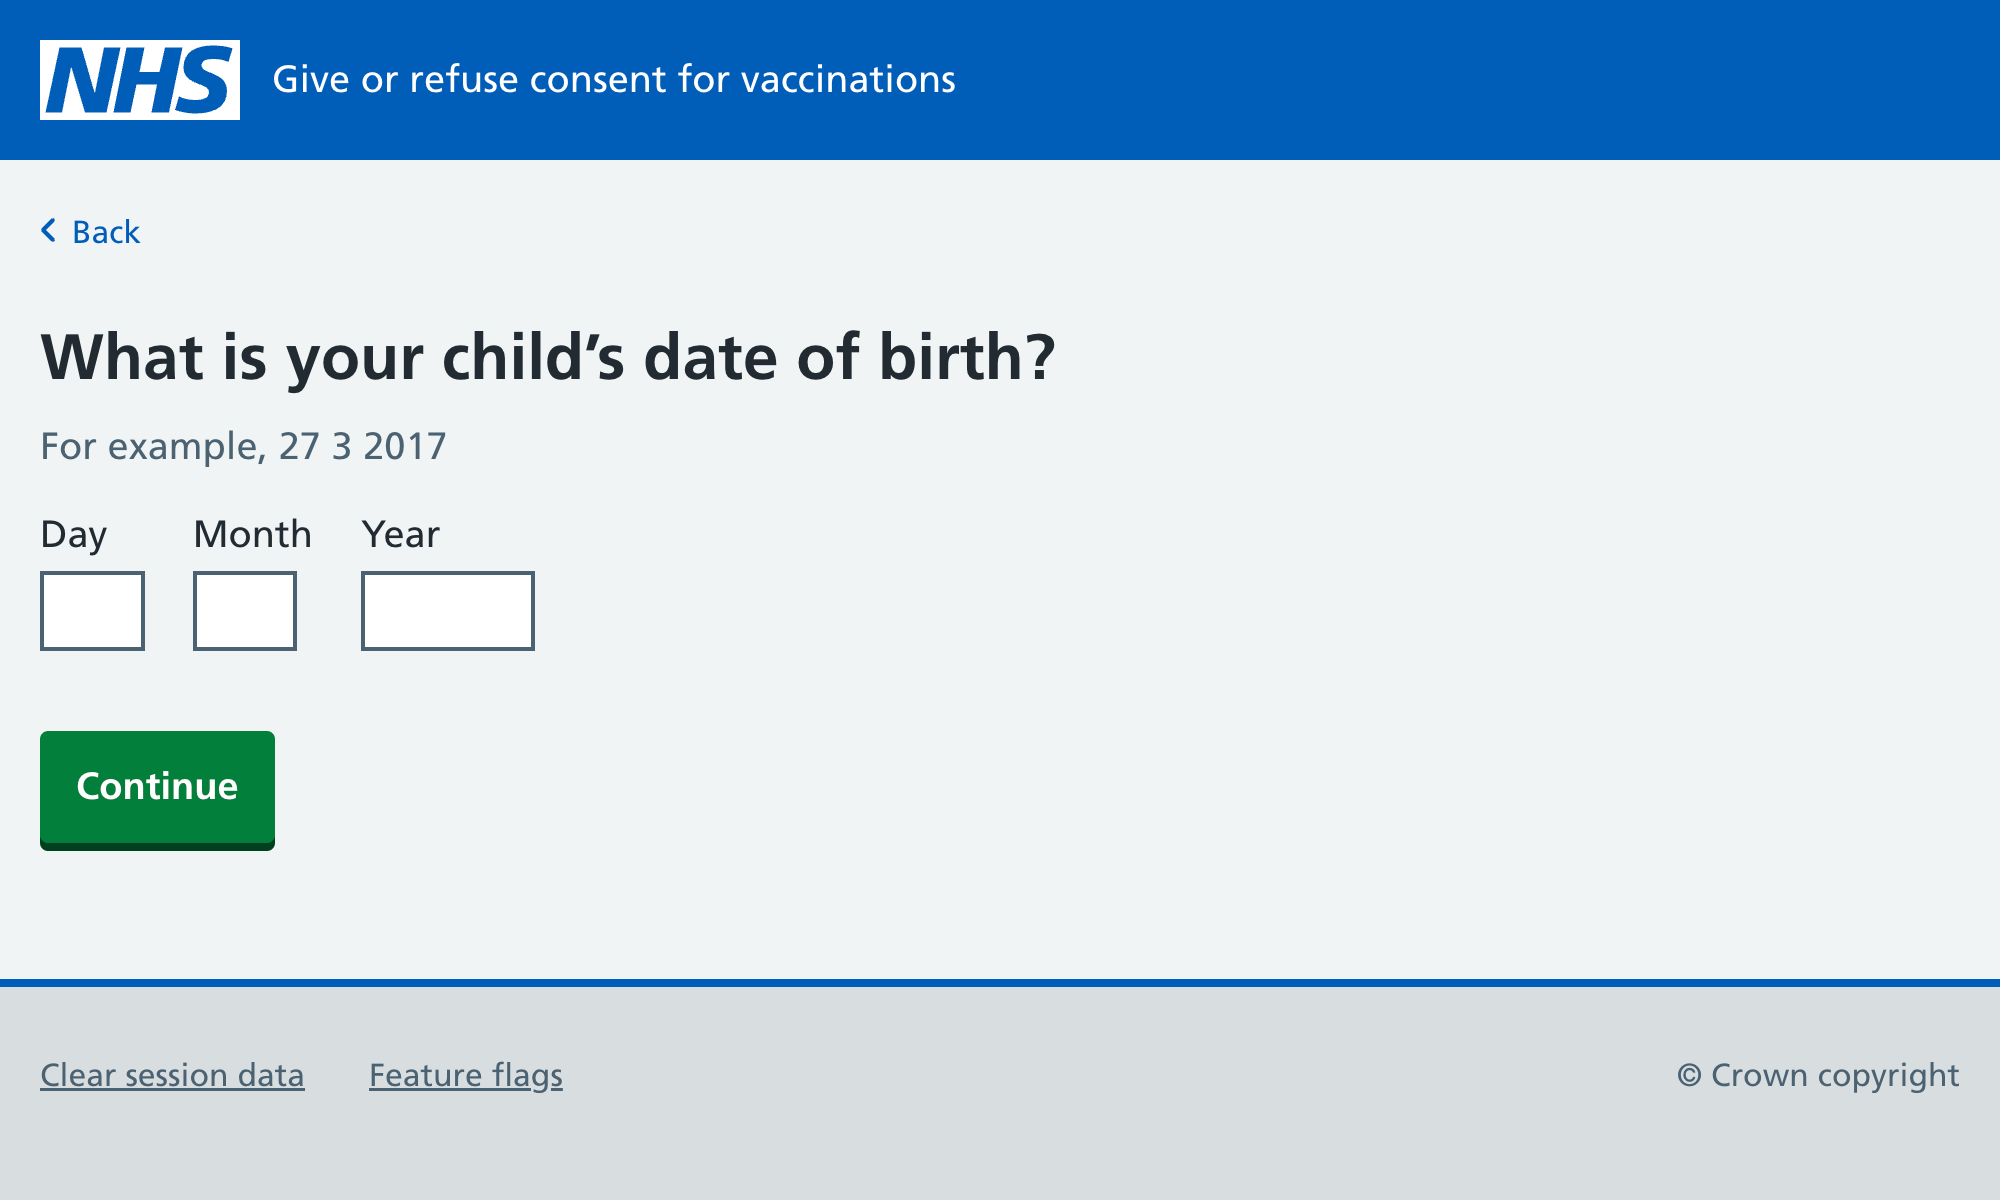 NHS
Give or refuse consent for vaccinations
Back
What is your child’s date of birth?
For example, 27 3 2017
Day Month Year
Continue
Clear session data Feature flags © Crown copyright